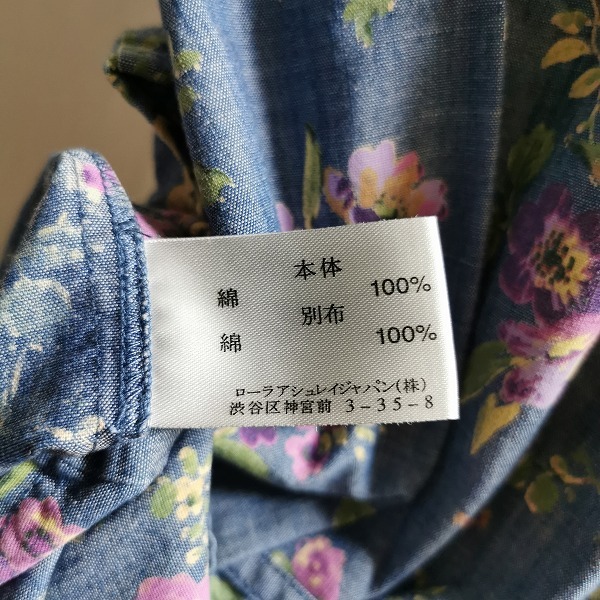 本体
綿 100%
別布
綿 100%
ローラアシュレイジャパン(株)
渋谷区神宮前 3-35-8